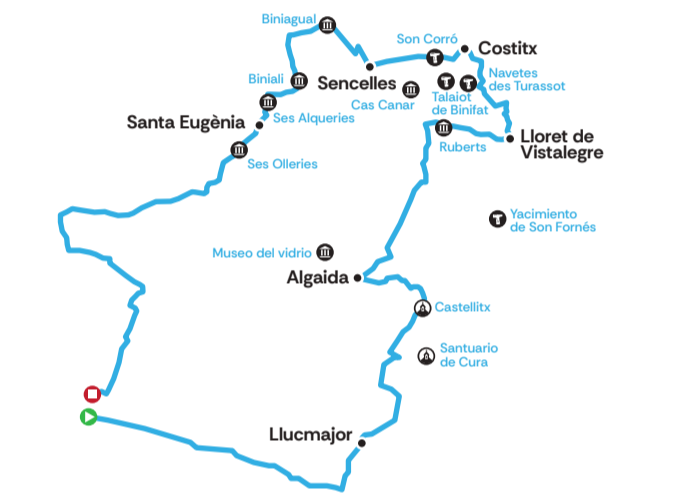 Biniagual
Son Corró
Costitx
Biniali
Sencelles
Navetes
des Turassot
Cas Canar
Talaiot
de Binifat
Santa Eugènia
Ses Alqueries
Lloret de
Vistalegre
Ruberts
Ses Olleries
Yacimiento
de Son Fornés
Museo del vidrio
Algaida
Castellitx
Santuario
de Cura
Llucmajor